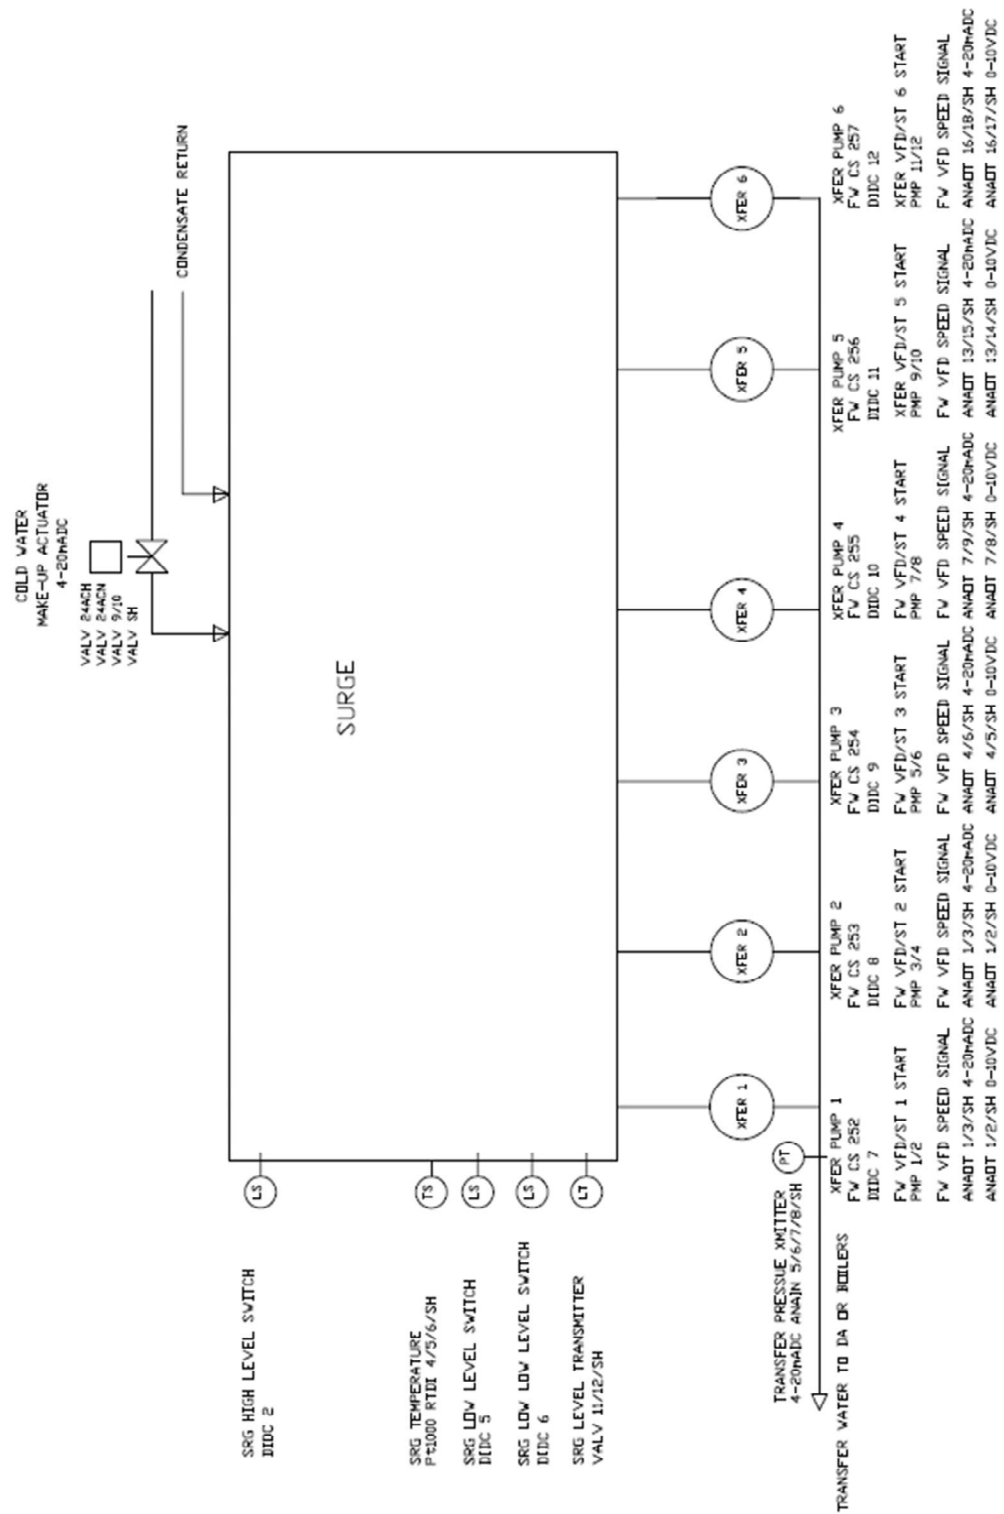 COLD WATER
MAKE-UP ACTUATOR
4-20mADC
VALV 24ACH
VALV 24ACN
VALV 9/10
VALV SH
CONDENSATE RETURN
SURGE
LS
TS
LS
LS
LT
SRG HIGH LEVEL SWITCH
DIDC 2
SRG TEMPERATURE
Pt1000 RTDI 4/5/6/SH
SRG LOW LEVEL SWITCH
DIDC 5
SRG LOW LOW LEVEL SWITCH
DIDC 6
SRG LEVEL TRANSMITTER
VALV 11/12/SH
XFER 1
XFER 2
XFER 3
XFER 4
XFER 5
XFER 6
PT
TRANSFER PRESSUE XMITTER
4-20mADC ANAIN 5/6/7/8/SH
TRANSFER WATER TO DA OR BOILERS
XFER PUMP 1
FW CS 252
DIDC 7
FW VFD/ST 1 START
PMP 1/2
FW VFD SPEED SIGNAL
ANAOT 1/3/SH 4-20mADC
ANAOT 1/2/SH 0-10VDC
XFER PUMP 2
FW CS 253
DIDC 8
FW VFD/ST 2 START
PMP 3/4
FW VFD SPEED SIGNAL
ANAOT 1/3/SH 4-20mADC
ANAOT 1/2/SH 0-10VDC
XFER PUMP 3
FW CS 254
DIDC 9
FW VFD/ST 3 START
PMP 5/6
FW VFD SPEED SIGNAL
ANAOT 4/6/SH 4-20mADC
ANAOT 4/5/SH 0-10VDC
XFER PUMP 4
FW CS 255
DIDC 10
FW VFD/ST 4 START
PMP 7/8
FW VFD SPEED SIGNAL
ANAOT 7/9/SH 4-20mADC
ANAOT 7/8/SH 0-10VDC
XFER PUMP 5
FW CS 256
DIDC 11
XFER VFD/ST 5 START
PMP 9/10
FW VFD SPEED SIGNAL
ANAOT 13/15/SH 4-20mADC
ANAOT 13/14/SH 0-10VDC
XFER PUMP 6
FW CS 257
DIDC 12
XFER VFD/ST 6 START
PMP 11/12
FW VFD SPEED SIGNAL
ANAOT 16/18/SH 4-20mADC
ANAOT 16/17/SH 0-10VDC